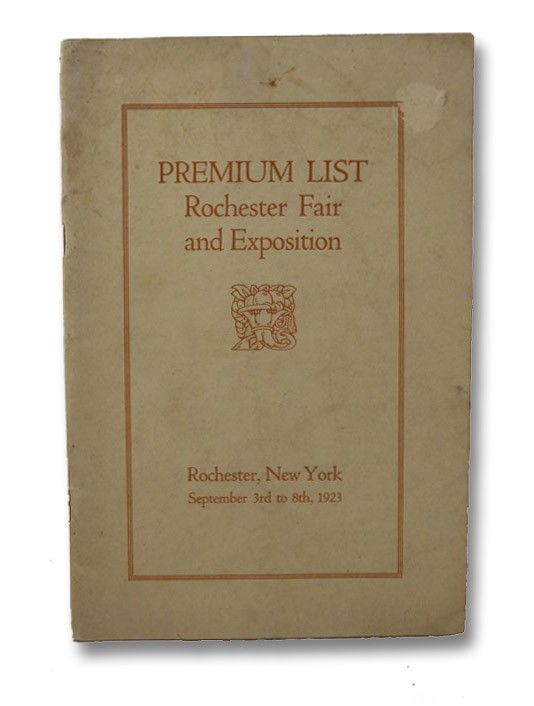 PREMIUM LIST
Rochester Fair
and Exposition
Rochester, New York
September 3rd to 8th, 1923